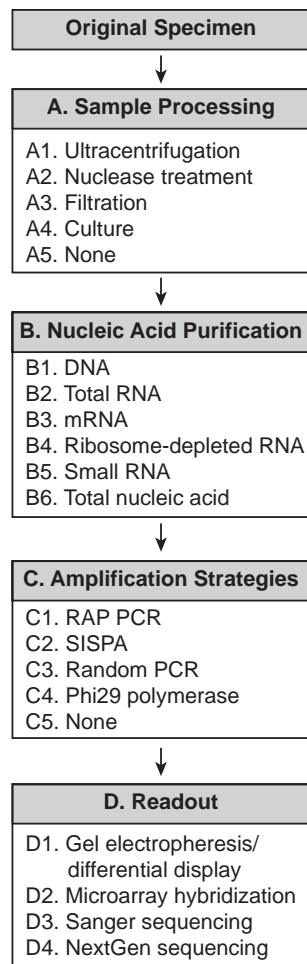 Original Specimen
A. Sample Processing
A1. Ultracentrifugation
A2. Nuclease treatment
A3. Filtration
A4. Culture
A5. None
B. Nucleic Acid Purification
B1. DNA
B2. Total RNA
B3. mRNA
B4. Ribosome-depleted RNA
B5. Small RNA
B6. Total nucleic acid
C. Amplification Strategies
C1. RAP PCR
C2. SISPA
C3. Random PCR
C4. Phi29 polymerase
C5. None
D. Readout
D1. Gel electropheresis/
differential display
D2. Microarray hybridization
D3. Sanger sequencing
D4. NextGen sequencing